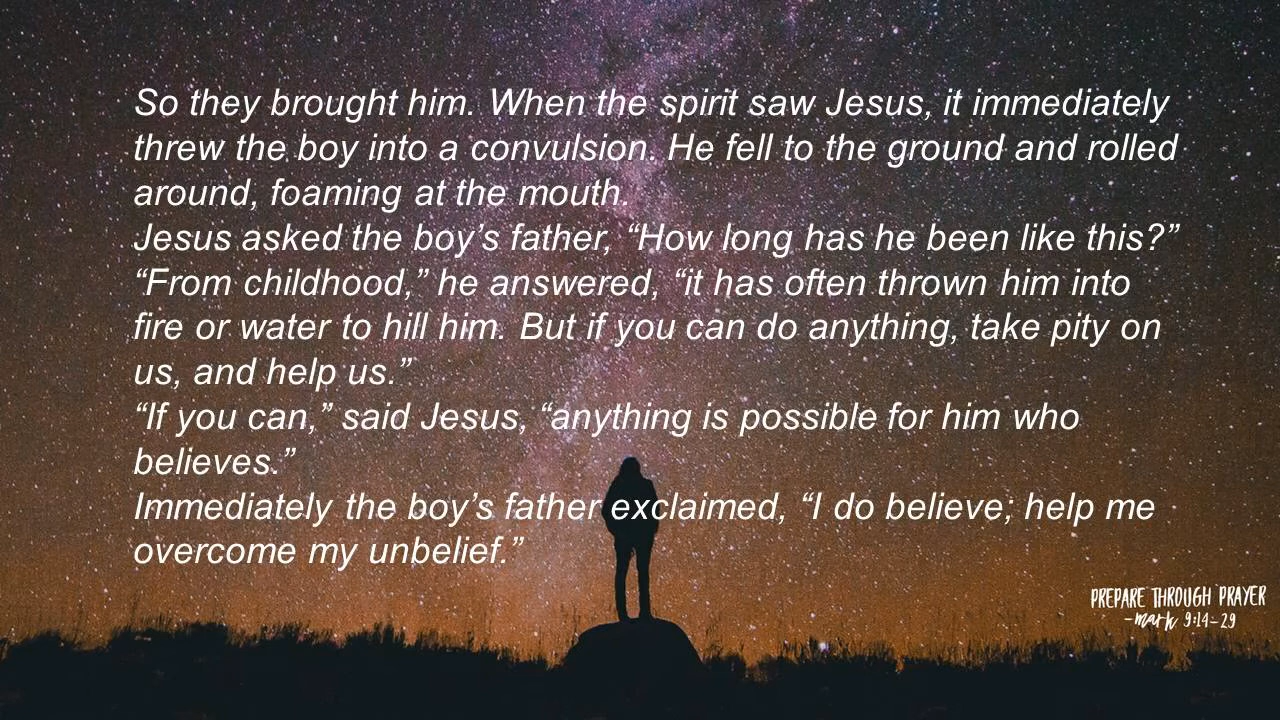 So they brought him. When the spirit saw Jesus, it immediately
threw the boy into a convulsion. He fell to the ground and rolled
around, foaming at the mouth.
Jesus asked the boy’s father, “How long has he been like this?”
“From childhood,” he answered, “it has often thrown him into
fire or water to hill him. But if you can do anything, take pity on
us, and help us.”
“If you can,” said Jesus, “anything is possible for him who
believes.”
Immediately the boy’s father exclaimed, “I do believe; help me
overcome my unbelief.”
PREPARE THROUGH PRAYER
-mark 9:14-29